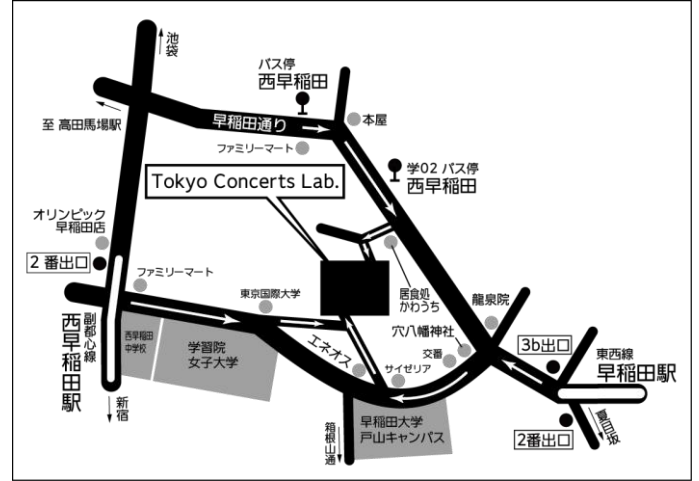 池袋
バス停
西早稲田
至 高田馬場駅
早稲田通り
本屋
ファミリーマート
学02 バス停
西早稲田
Tokyo Concerts Lab.
オリンピック
早稲田店
2 番出口
ファミリーマート
東京国際大学
居食処
かわうち
龍泉院
穴八幡神社
交番
3b出口
東西線
早稲田駅
副都心線
西早稲田駅
西早稲田
中学校
学習院
女子大学
エネオス
サイゼリア
新宿
箱根山通
早稲田大学
戸山キャンパス
2番出口
夏目坂